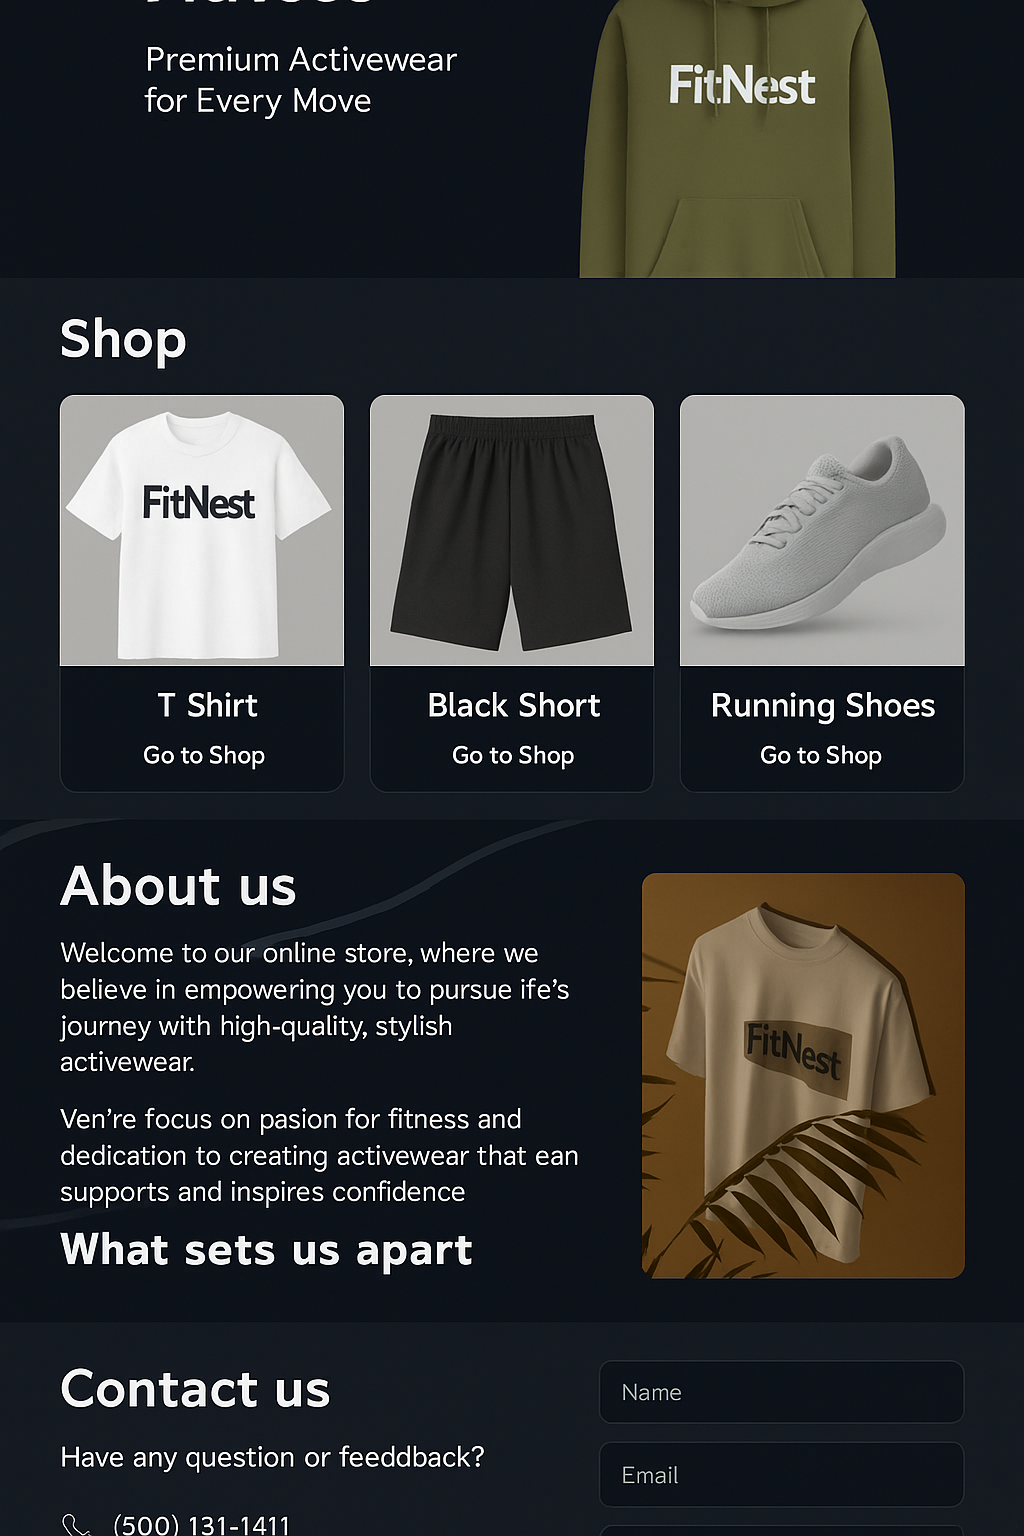 Premium Activewear
for Every Move
FitNest
Shop
FitNest
T Shirt
Go to Shop
Black Short
Go to Shop
Running Shoes
Go to Shop
About us
Welcome to our online store, where we
believe in empowering you to pursue ife’s
journey with high-quality, stylish
activewear.
Ven’re focus on pasion for fitness and
dedication to creating activewear that ean
supports and inspires confidence
What sets us apart
FitNest
Contact us
Have any question or feeddback?
(500) 131-1411
Name
Email